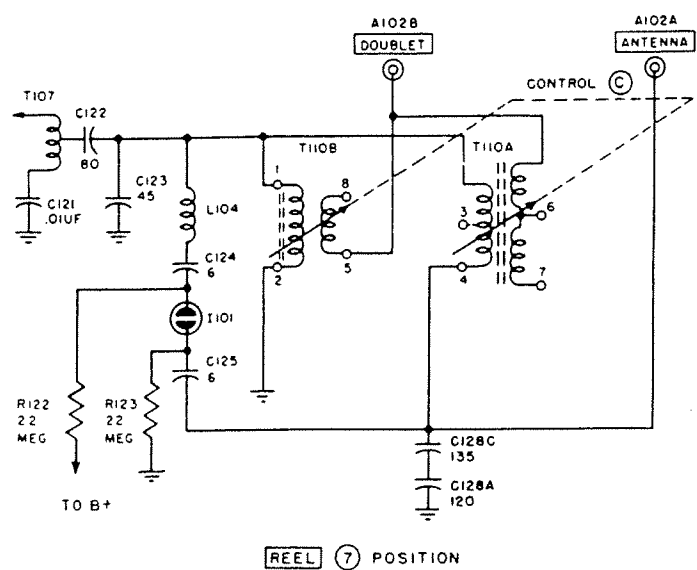 A102B
DOUBLET
A102A
ANTENNA
CONTROL C
T107
C122
80
T110B
T110A
C121
.01UF
C123
45
L104
1
2
8
5
3
4
6
7
C124
6
I101
C125
6
R122
22
MEG
R123
22
MEG
TO B+
C128C
135
C128A
120
REEL 7 POSITION